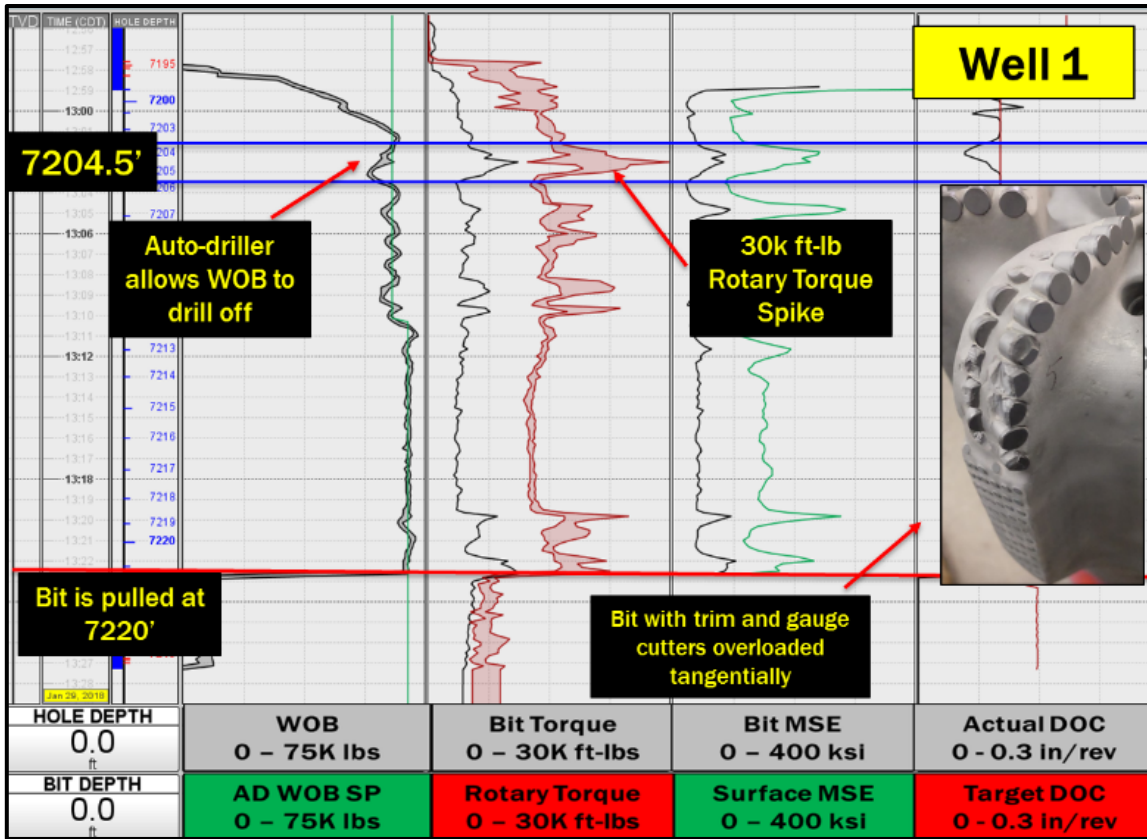 TVD TIME (CDT) HOLE DEPTH
Well 1
12:57
12:58
7195
12:59
13:00
7200
7203
7204.5'
204
205
206
13:05
7207
13:06
Auto-driller
allows WOB to
drill off
30k ft-lb
Rotary Torque
Spike
13:08
13:09
13:10
13:11
13:12
7213
13:13
7214
13:14
13:15
7215
13:16
7216
13:17
7217
13:18
7218
13:19
13:20
7219
7220
13:22
Bit is pulled at
7220'
Bit with trim and gauge
cutters overloaded
tangentially
13:27
13:28
Jan 29, 2018
HOLE DEPTH
0.0
ft
WOB
0 – 75K lbs
Bit Torque
0 – 30K ft-lbs
Bit MSE
0 – 400 ksi
Actual DOC
0 - 0.3 in/rev
BIT DEPTH
0.0
ft
AD WOB SP
0 – 75K lbs
Rotary Torque
0 – 30K ft-lbs
Surface MSE
0 – 400 ksi
Target DOC
0 - 0.3 in/rev